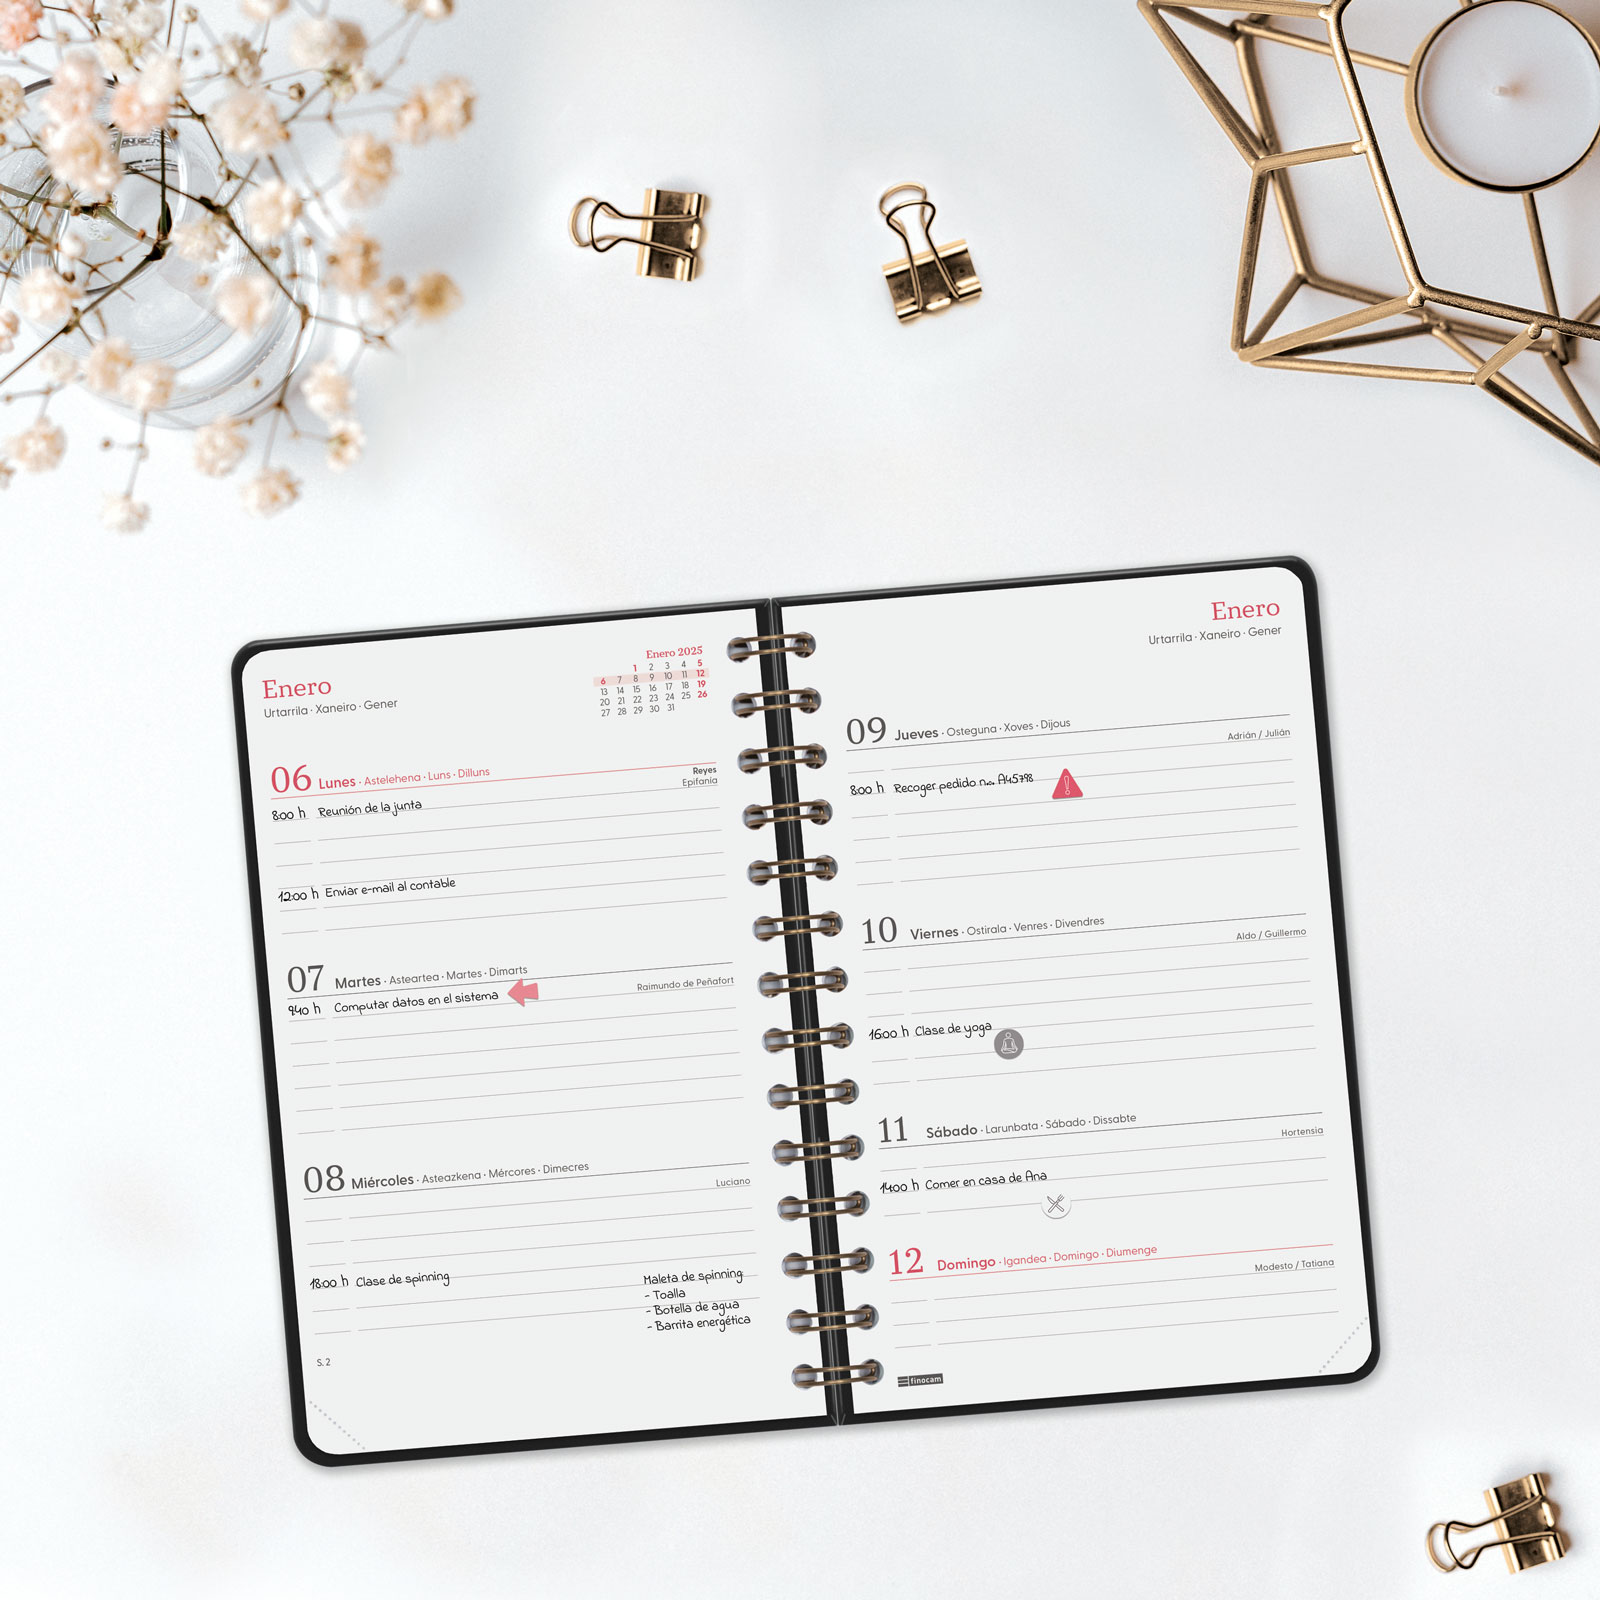 Enero
Urtarrila · Xaneiro · Gener
Enero 2025
1 2 3 4 5
6 7 8 9 10 11 12
13 14 15 16 17 18 19
20 21 22 23 24 25 26
27 28 29 30 31
06 Lunes · Astelehena · Luns · Dilluns
Reyes
Epifanía
8:00 h Reunión de la junta
12:00 h Enviar e-mail al contable
07 Martes · Asteartea · Martes · Dimarts
Raimundo de Peñafort
9:40 h Computar datos en el sistema
08 Miércoles · Asteazkena · Mércores · Dimecres
Luciano
18:00 h Clase de spinning
Maleta de spinning:
- Toalla
- Botella de agua
- Barrita energética
S. 2
Enero
Urtarrila · Xaneiro · Gener
09 Jueves · Osteguna · Xoves · Dijous
Adrián / Julián
8:00 h Recoger pedido n... A45798
10 Viernes · Ostirala · Venres · Divendres
Aldo / Guillermo
16:00 h Clase de yoga
11 Sábado · Larunbata · Sábado · Dissabte
Hortensia
14:00 h Comer en casa de Ana
12 Domingo · Igandea · Domingo · Diumenge
Modesto / Tatiana
finocam